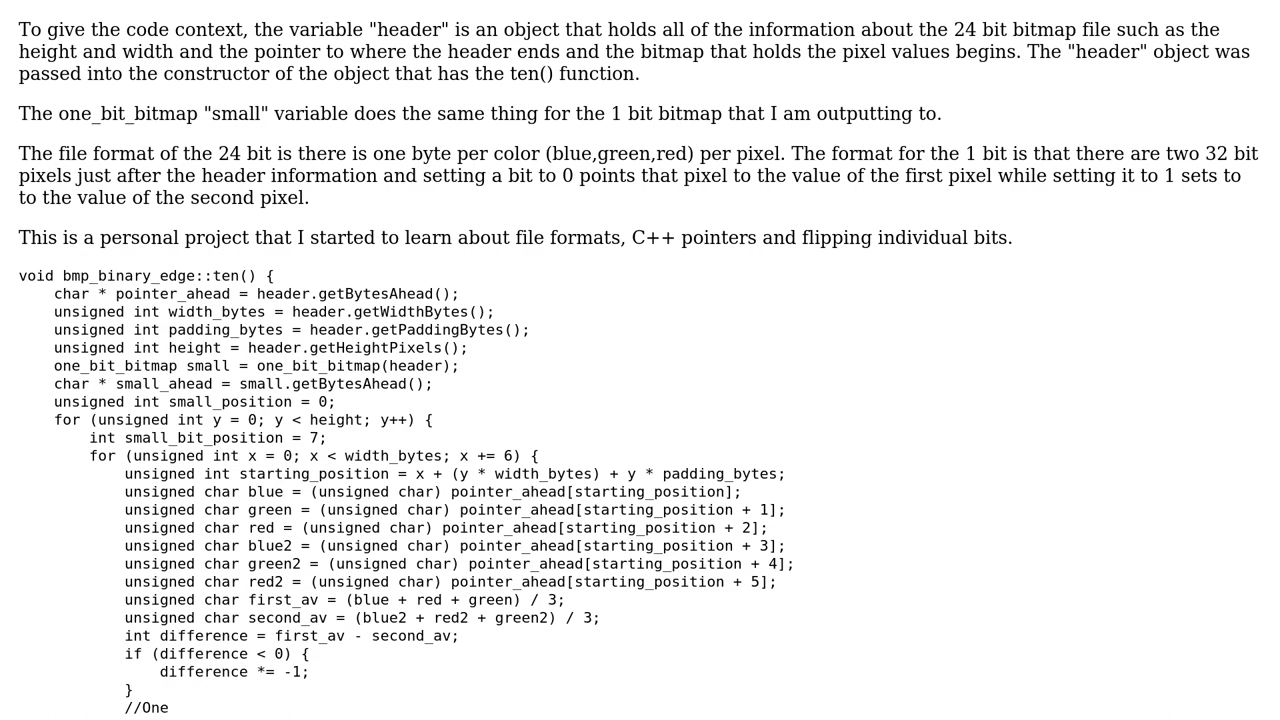 To give the code context, the variable "header" is an object that holds all of the information about the 24 bit bitmap file such as the
height and width and the pointer to where the header ends and the bitmap that holds the pixel values begins. The "header" object was
passed into the constructor of the object that has the ten() function.
The one_bit_bitmap "small" variable does the same thing for the 1 bit bitmap that I am outputting to.
The file format of the 24 bit is there is one byte per color (blue,green,red) per pixel. The format for the 1 bit is that there are two 32 bit
pixels just after the header information and setting a bit to 0 points that pixel to the value of the first pixel while setting it to 1 sets to
to the value of the second pixel.
This is a personal project that I started to learn about file formats, C++ pointers and flipping individual bits.
void bmp_binary_edge::ten() {
    char * pointer_ahead = header.getBytesAhead();
    unsigned int width_bytes = header.getWidthBytes();
    unsigned int padding_bytes = header.getPaddingBytes();
    unsigned int height = header.getHeightPixels();
    one_bit_bitmap small = one_bit_bitmap(header);
    char * small_ahead = small.getBytesAhead();
    unsigned int small_position = 0;
    for (unsigned int y = 0; y < height; y++) {
        int small_bit_position = 7;
        for (unsigned int x = 0; x < width_bytes; x += 6) {
            unsigned int starting_position = x + (y * width_bytes) + y * padding_bytes;
            unsigned char blue = (unsigned char) pointer_ahead[starting_position];
            unsigned char green = (unsigned char) pointer_ahead[starting_position + 1];
            unsigned char red = (unsigned char) pointer_ahead[starting_position + 2];
            unsigned char blue2 = (unsigned char) pointer_ahead[starting_position + 3];
            unsigned char green2 = (unsigned char) pointer_ahead[starting_position + 4];
            unsigned char red2 = (unsigned char) pointer_ahead[starting_position + 5];
            unsigned char first_av = (blue + red + green) / 3;
            unsigned char second_av = (blue2 + red2 + green2) / 3;
            int difference = first_av - second_av;
            if (difference < 0) {
                difference *= -1;
            }
            //One